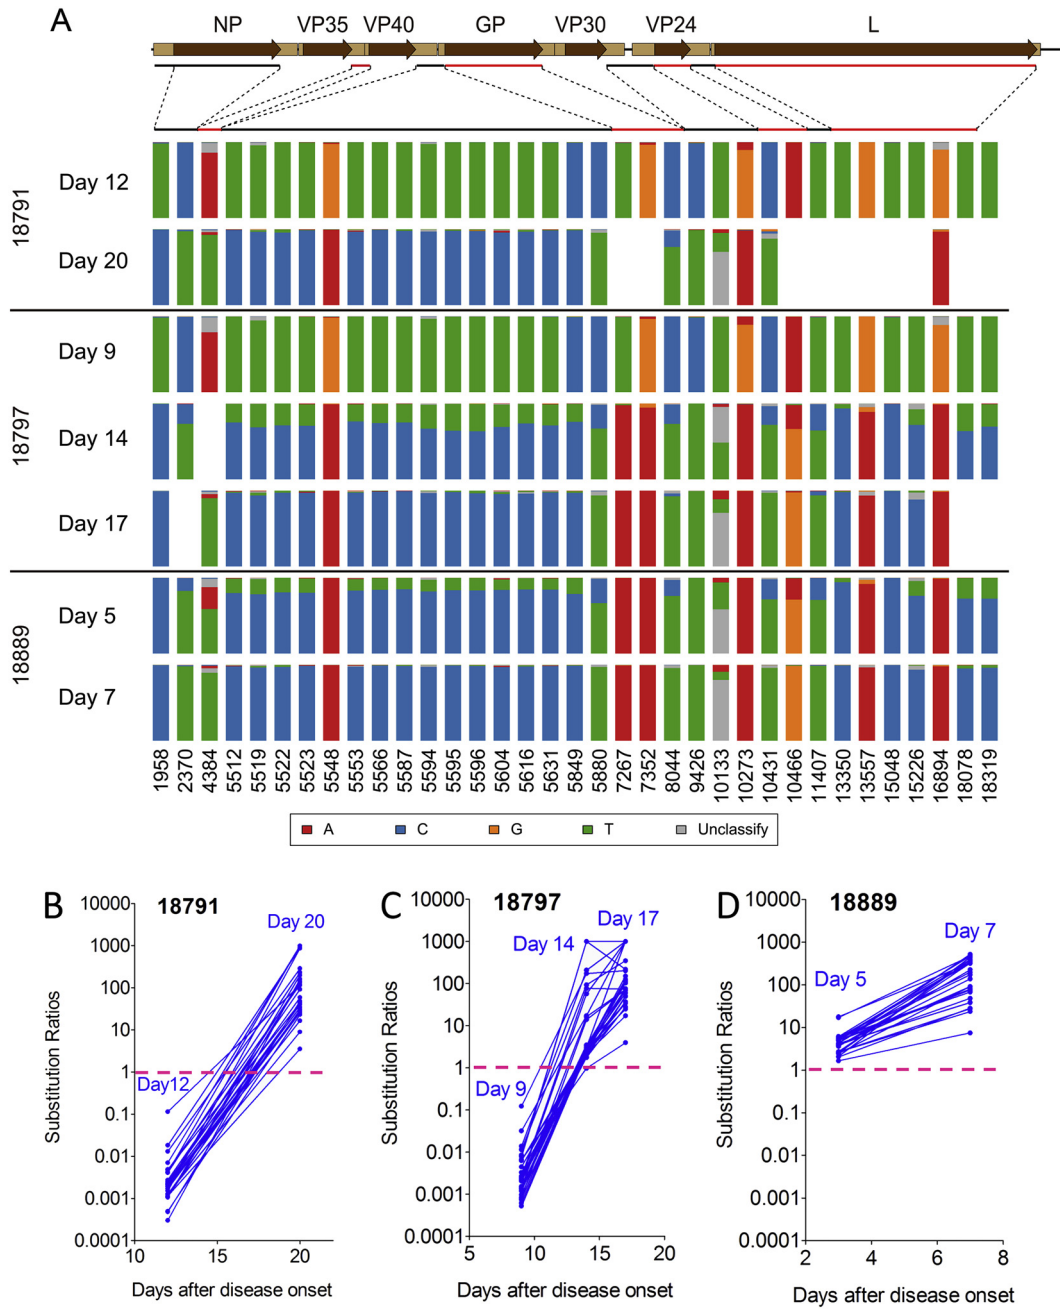 A
NP VP35 VP40 GP VP30 VP24 L
18791
Day 12
Day 20
18797
Day 9
Day 14
Day 17
18889
Day 5
Day 7
1958 2370 4384 5512 5519 5522 5523 5548 5553 5566 5587 5594 5595 5596 5604 5616 5631 5849 5880 7267 7352 8044 9426 10133 10273 10431 10466 11407 13350 13557 15048 15226 16894 18078 18319
A C G T Unclassify
B 18791
Substitution Ratios
10000
1000
100
10
1
0.1
0.01
0.001
0.0001
Day 20
Day12
10 15 20
Days after disease onset
C 18797
Substitution Ratios
10000
1000
100
10
1
0.1
0.01
0.001
0.0001
Day 17
Day 14
Day 9
5 10 15 20
Days after disease onset
D 18889
Substitution Ratios
10000
1000
100
10
1
0.1
0.01
0.001
0.0001
Day 7
Day 5
2 4 6 8
Days after disease onset